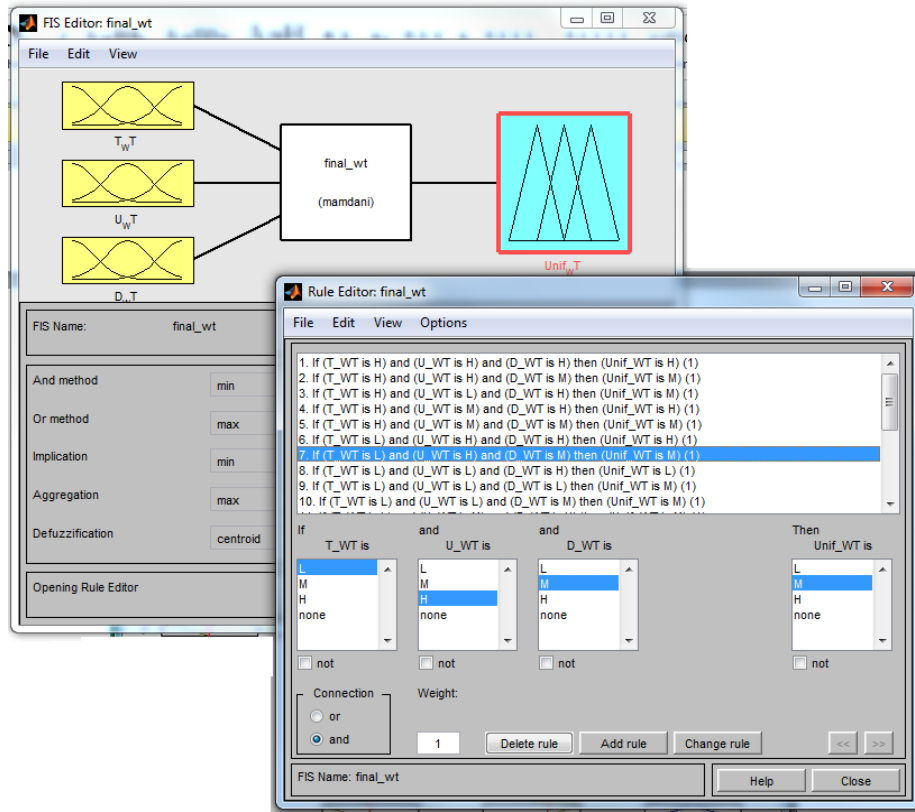 FIS Editor: final_wt
File Edit View
T_WT
final_wt
(mamdani)
U_WT
Unif_WT
FIS Name: final_wt
And method min
Or method max
Implication min
Aggregation max
Defuzzification centroid
Opening Rule Editor
Rule Editor: final_wt
File Edit View Options
1. If (T_WT is H) and (U_WT is H) and (D_WT is H) then (Unif_WT is H) (1)
2. If (T_WT is H) and (U_WT is H) and (D_WT is M) then (Unif_WT is M) (1)
3. If (T_WT is H) and (U_WT is L) and (D_WT is H) then (Unif_WT is M) (1)
4. If (T_WT is H) and (U_WT is M) and (D_WT is H) then (Unif_WT is H) (1)
5. If (T_WT is H) and (U_WT is M) and (D_WT is M) then (Unif_WT is H) (1)
6. If (T_WT is L) and (U_WT is H) and (D_WT is H) then (Unif_WT is H) (1)
7. If (T_WT is L) and (U_WT is H) and (D_WT is M) then (Unif_WT is M) (1)
8. If (T_WT is L) and (U_WT is L) and (D_WT is H) then (Unif_WT is L) (1)
9. If (T_WT is L) and (U_WT is L) and (D_WT is L) then (Unif_WT is M) (1)
10. If (T_WT is L) and (U_WT is L) and (D_WT is M) then (Unif_WT is M) (1)
If and and Then
T_WT is U_WT is D_WT is Unif_WT is
L L L L
M M M M
H H H H
none none none none
not not not not
Connection Weight:
or
and 1 Delete rule Add rule Change rule << >>
FIS Name: final_wt Help Close